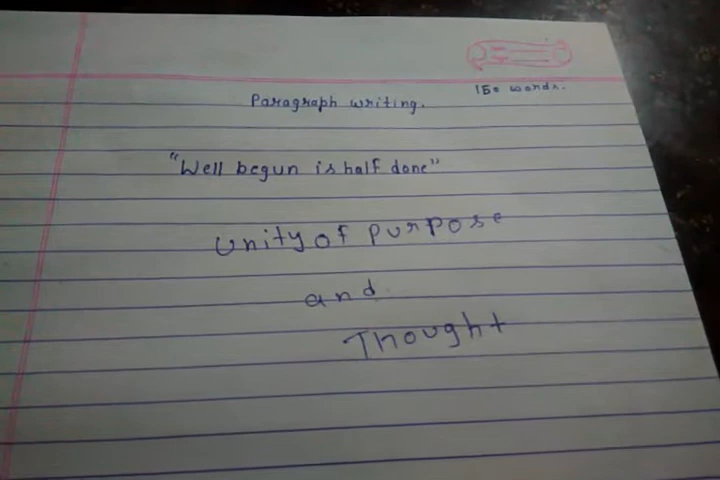 150 words.
Paragraph writing.
"Well begun is half done"
Unity of Purpose
and
Thought